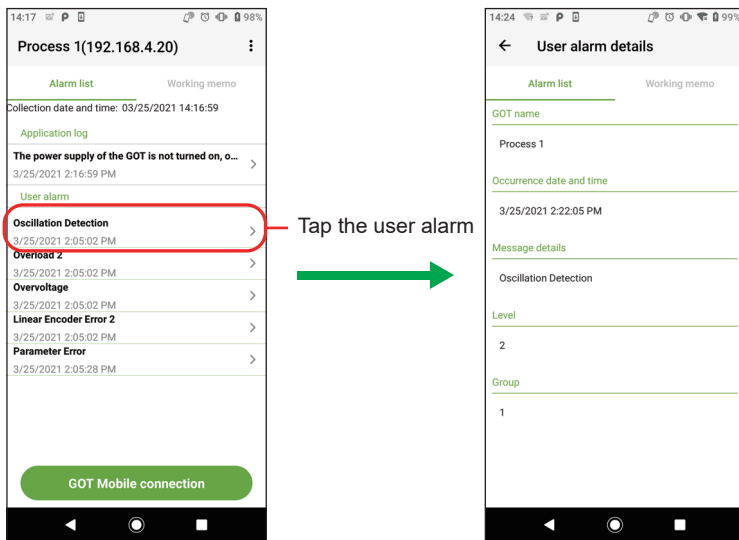 14:17
98%
Process 1(192.168.4.20)
Alarm list
Working memo
Collection date and time: 03/25/2021 14:16:59
Application log
The power supply of the GOT is not turned on, o...
3/25/2021 2:16:59 PM
User alarm
Oscillation Detection
3/25/2021 2:05:02 PM
Overload 2
3/25/2021 2:05:02 PM
Overvoltage
3/25/2021 2:05:02 PM
Linear Encoder Error 2
3/25/2021 2:05:02 PM
Parameter Error
3/25/2021 2:05:28 PM
GOT Mobile connection
Tap the user alarm
14:24
99%
User alarm details
Alarm list
Working memo
GOT name
Process 1
Occurrence date and time
3/25/2021 2:22:05 PM
Message details
Oscillation Detection
Level
2
Group
1